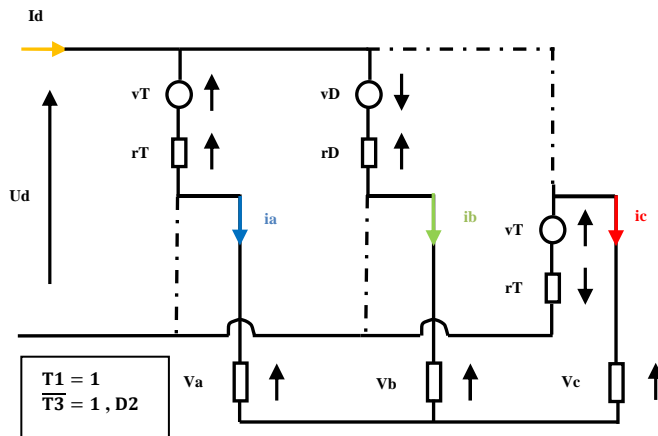 Id
vT
vD
rT
rD
Ud
ia
ib
ic
vT
rT
T1 = 1
T3̅ = 1 , D2
Va
Vb
Vc